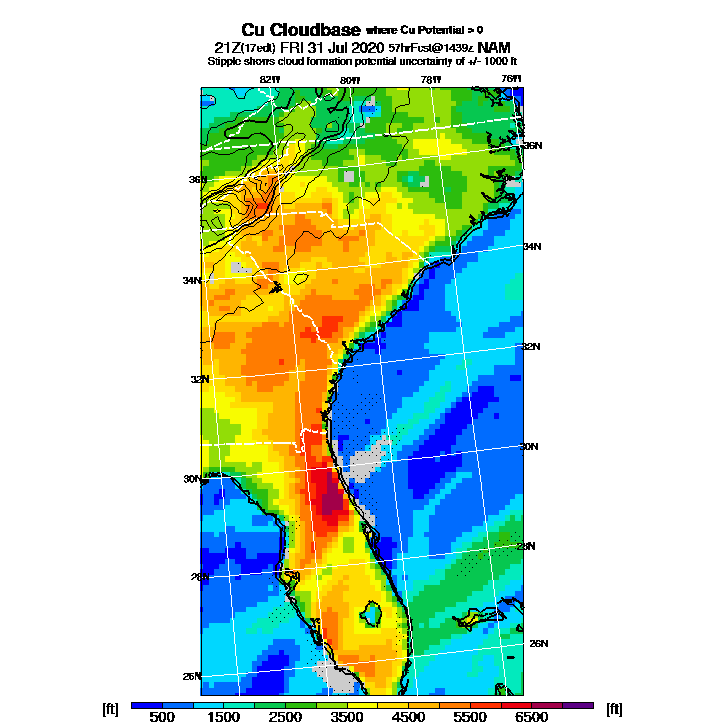 Cu Cloudbase where Cu Potential > 0
21Z(17edt) FRI 31 Jul 2020 57hrFcst@1439z NAM
Stipple shows cloud formation potential uncertainty of +/- 1000 ft
82W 80W 78W 76W
36N
36N
34N
34N
32N
32N
30N
30N
28N
28N
26N
26N
[ft] 500 1500 2500 3500 4500 5500 6500 [ft]